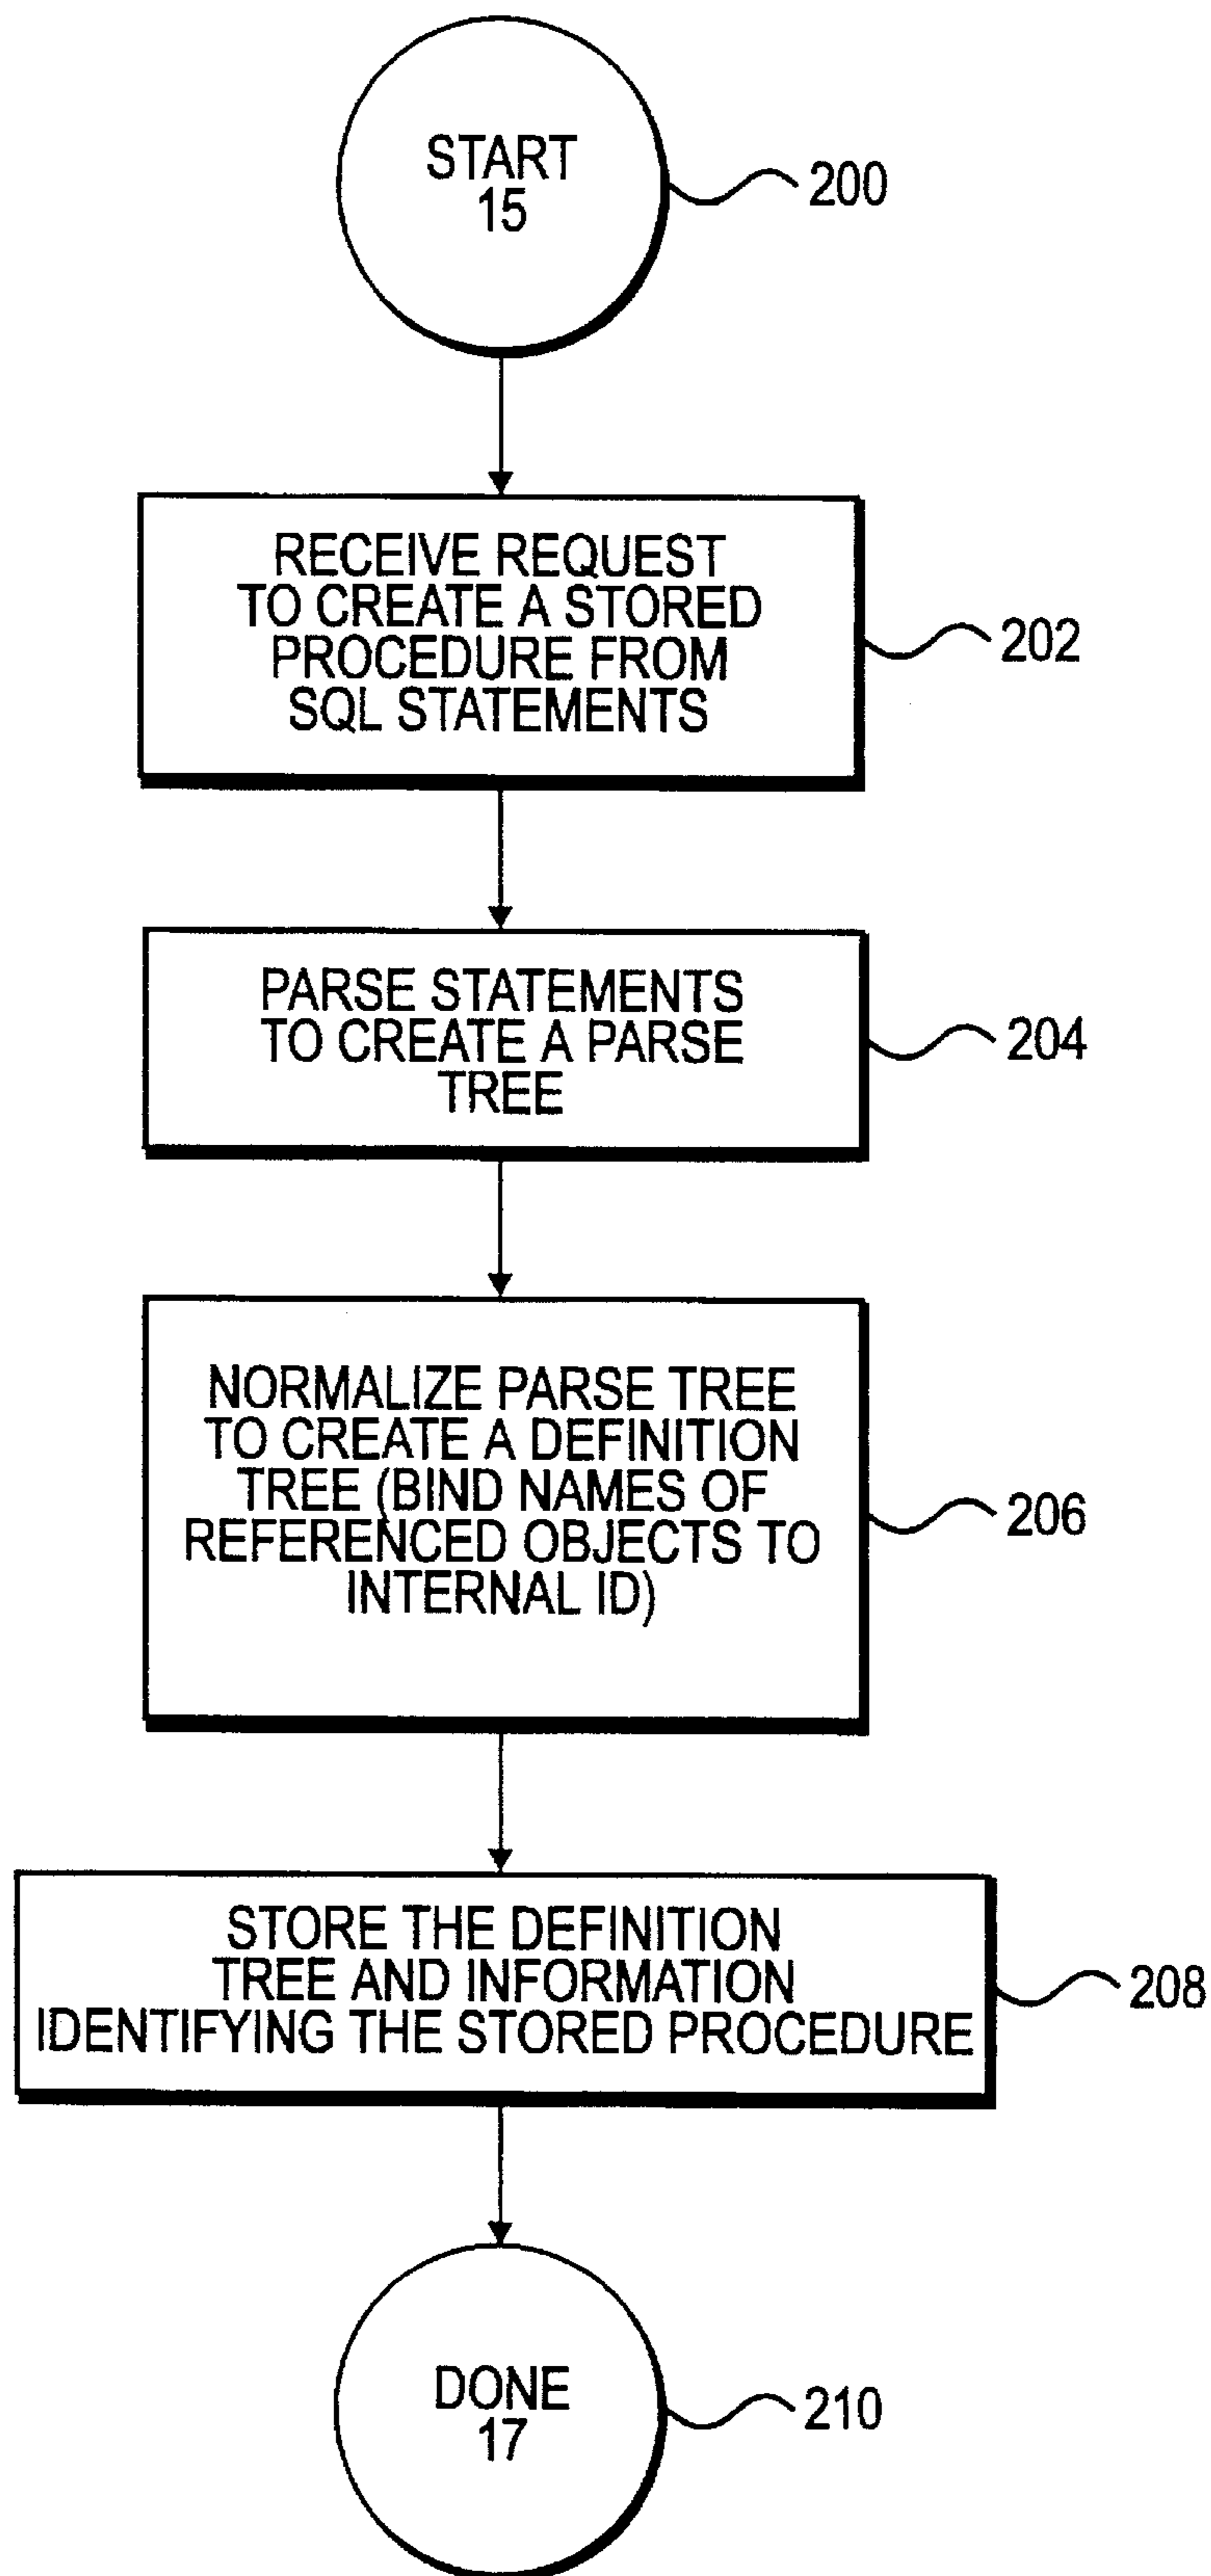 START
15
200
RECEIVE REQUEST
TO CREATE A STORED
PROCEDURE FROM
SQL STATEMENTS
202
PARSE STATEMENTS
TO CREATE A PARSE
TREE
204
NORMALIZE PARSE TREE
TO CREATE A DEFINITION
TREE (BIND NAMES OF
REFERENCED OBJECTS TO
INTERNAL ID)
206
STORE THE DEFINITION
TREE AND INFORMATION
IDENTIFYING THE STORED PROCEDURE
208
DONE
17
210